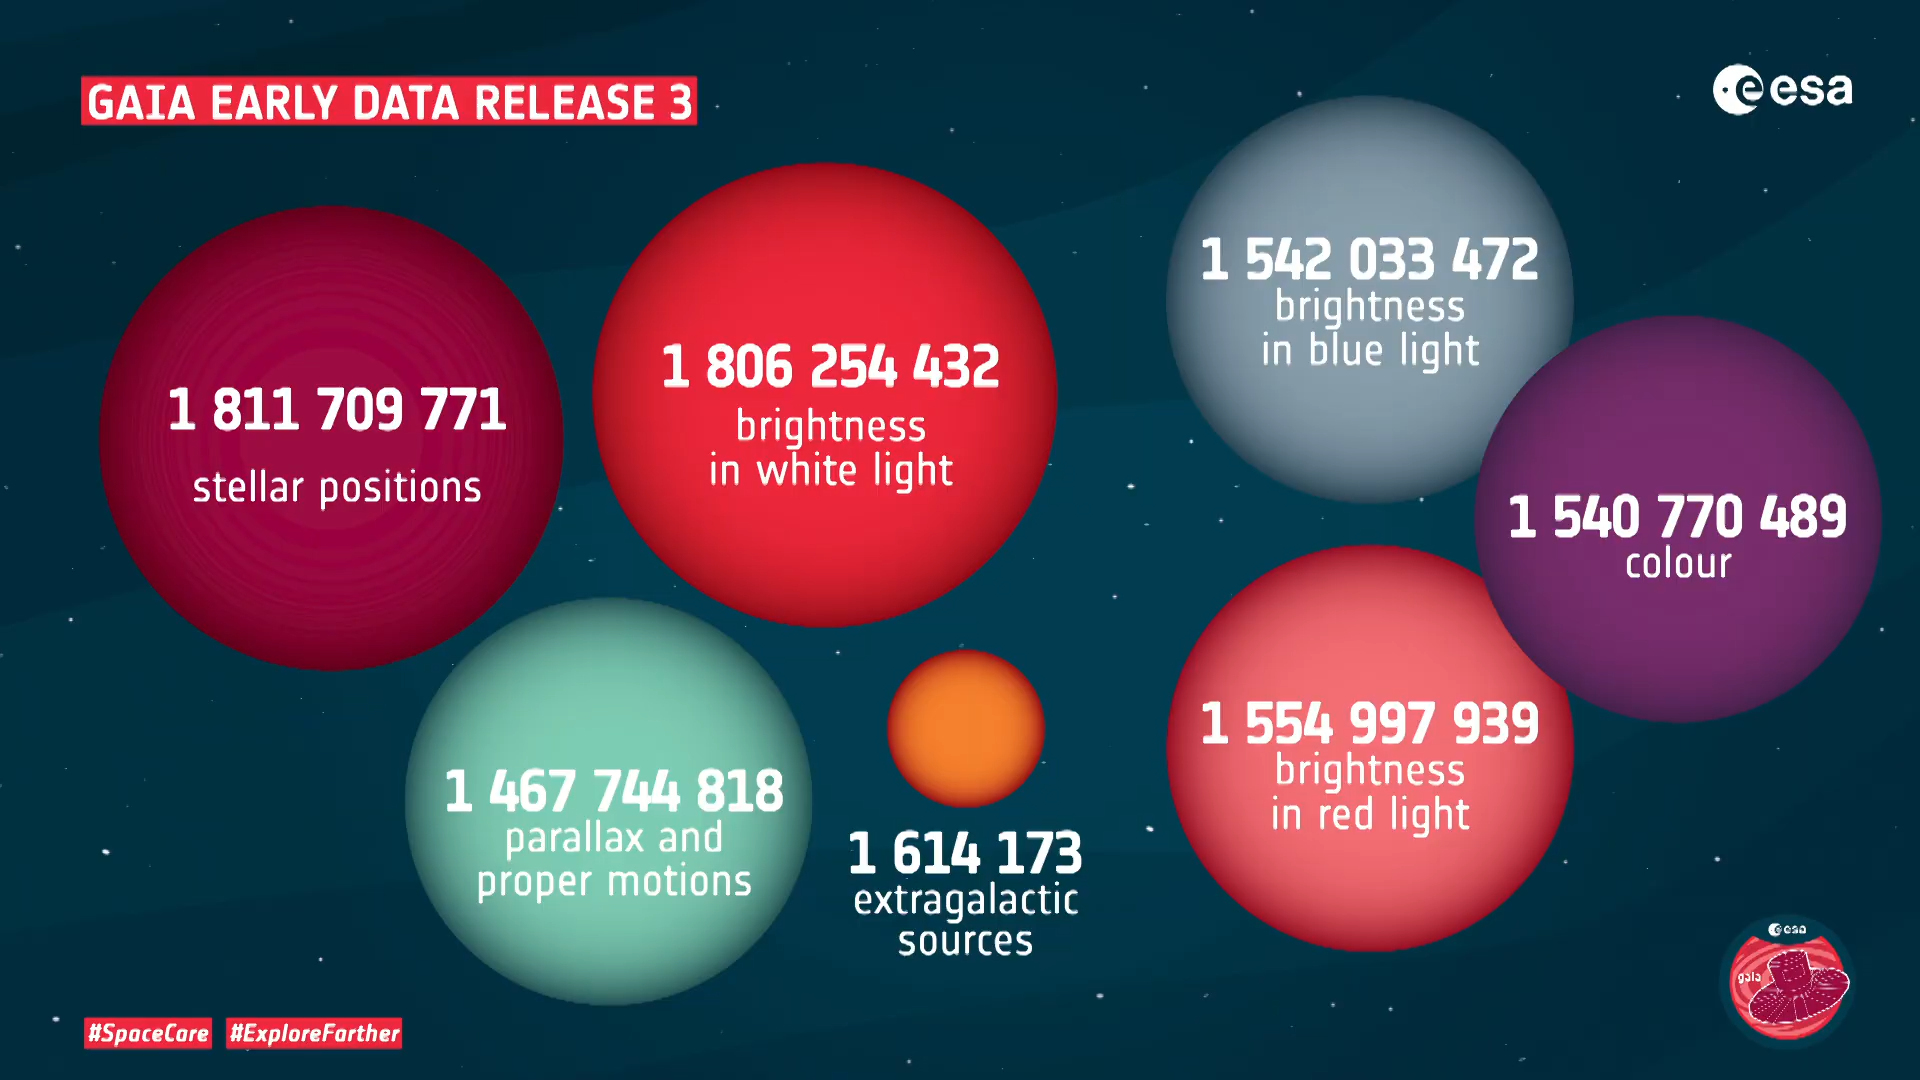 GAIA EARLY DATA RELEASE 3
esa
1 811 709 771
stellar positions
1 806 254 432
brightness
in white light
1 542 033 472
brightness
in blue light
1 540 770 489
colour
1 467 744 818
parallax and
proper motions
1 614 173
extragalactic
sources
1 554 997 939
brightness
in red light
esa
gaia
#SpaceCare
#ExploreFarther